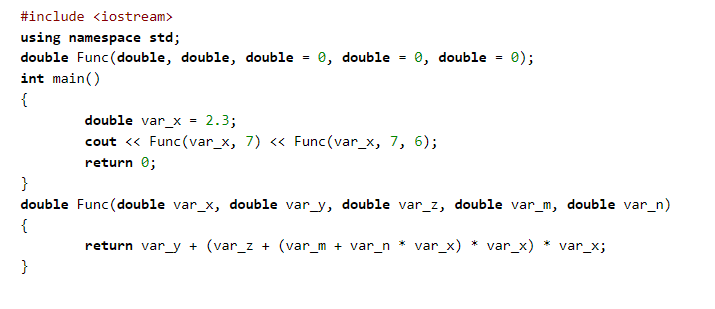 #include <iostream>
using namespace std;
double Func(double, double, double = 0, double = 0, double = 0);
int main()
{
        double var_x = 2.3;
        cout << Func(var_x, 7) << Func(var_x, 7, 6);
        return 0;
}
double Func(double var_x, double var_y, double var_z, double var_m, double var_n)
{
        return var_y + (var_z + (var_m + var_n * var_x) * var_x) * var_x;
}